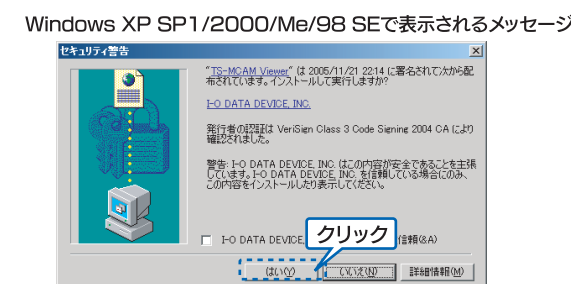 Windows XP SP1/2000/Me/98 SEで表示されるメッセージ
セキュリティ警告
"TS-MCAM Viewer" は 2005/11/21 22:14 に署名されて次から配
布されています。インストールして実行しますか?
I-O DATA DEVICE, INC.
発行者の認証は VeriSign Class 3 Code Signing 2004 CA により
確認されました。
警告: I-O DATA DEVICE, INC. はこの内容が安全であることを主張
しています。I-O DATA DEVICE, INC. を信頼している場合にのみ、
この内容をインストールしたり表示してください。
I-O DATA DEVICE, 信頼(&A)
クリック
はい(Y) いいえ(N) 詳細情報(M)